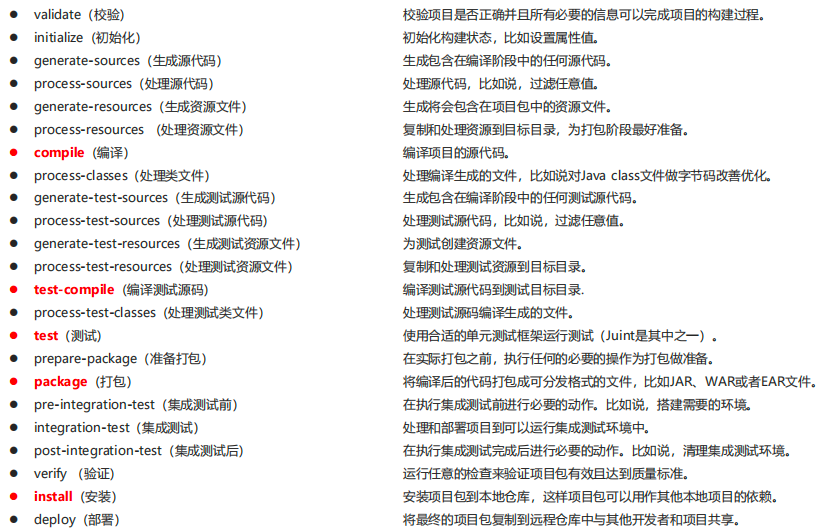 ● validate（校验） 校验项目是否正确并且所有必要的信息可以完成项目的构建过程。
● initialize（初始化） 初始化构建状态，比如设置属性值。
● generate-sources（生成源代码） 生成包含在编译阶段中的任何源代码。
● process-sources（处理源代码） 处理源代码，比如说，过滤任意值。
● generate-resources（生成资源文件） 生成将会包含在项目包中的资源文件。
● process-resources （处理资源文件） 复制和处理资源到目标目录，为打包阶段最好准备。
● compile（编译） 编译项目的源代码。
● process-classes（处理类文件） 处理编译生成的文件，比如说对Java class文件做字节码改善优化。
● generate-test-sources（生成测试源代码） 生成包含在编译阶段中的任何测试源代码。
● process-test-sources（处理测试源代码） 处理测试源代码，比如说，过滤任意值。
● generate-test-resources（生成测试资源文件） 为测试创建资源文件。
● process-test-resources（处理测试资源文件） 复制和处理测试资源到目标目录。
● test-compile（编译测试源码） 编译测试源代码到测试目标目录.
● process-test-classes（处理测试类文件） 处理测试源码编译生成的文件。
● test（测试） 使用合适的单元测试框架运行测试（Juint是其中之一）。
● prepare-package（准备打包） 在实际打包之前，执行任何的必要的操作为打包做准备。
● package（打包） 将编译后的代码打包成可分发格式的文件，比如JAR、WAR或者EAR文件。
● pre-integration-test（集成测试前） 在执行集成测试前进行必要的动作。比如说，搭建需要的环境。
● integration-test（集成测试） 处理和部署项目到可以运行集成测试环境中。
● post-integration-test（集成测试后） 在执行集成测试完成后进行必要的动作。比如说，清理集成测试环境。
● verify （验证） 运行任意的检查来验证项目包有效且达到质量标准。
● install（安装） 安装项目包到本地仓库，这样项目包可以用作其他本地项目的依赖。
● deploy（部署） 将最终的项目包复制到远程仓库中与其他开发者和项目共享。